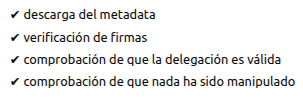 ✔ descarga del metadata
✔ verificación de firmas
✔ comprobación de que la delegación es válida
✔ comprobación de que nada ha sido manipulado